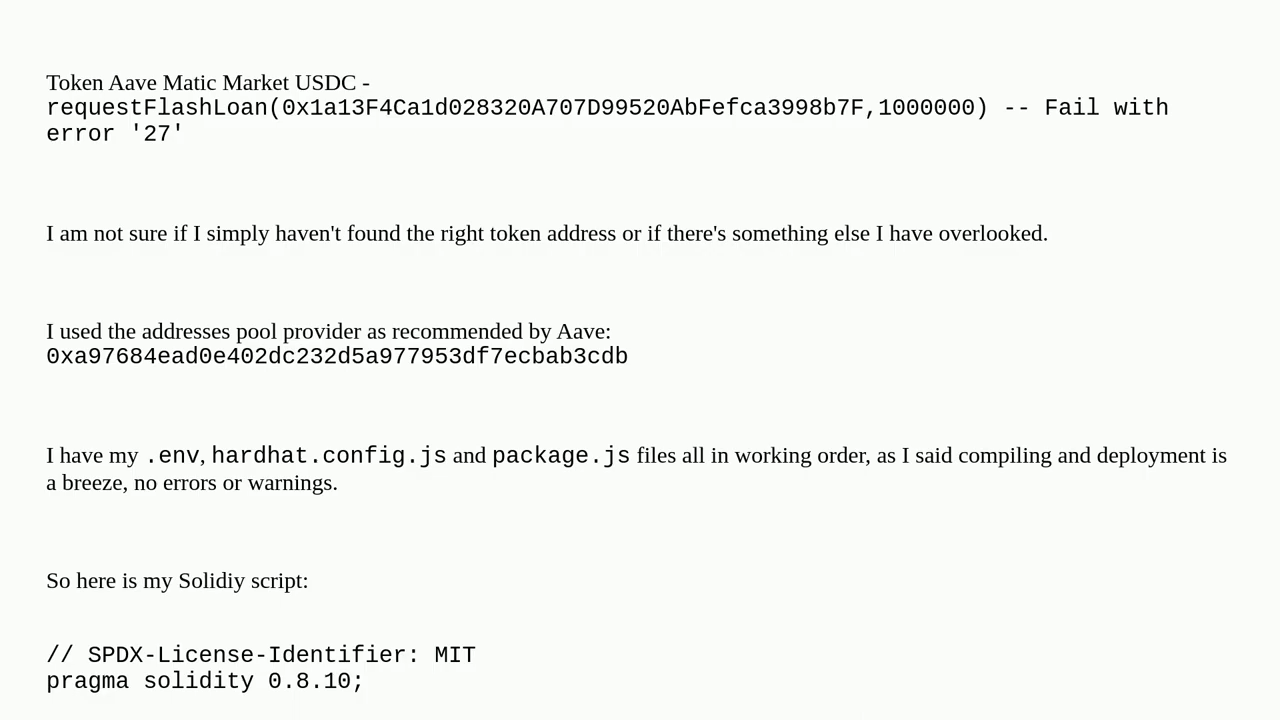 Token Aave Matic Market USDC -
requestFlashLoan(0x1a13F4Ca1d028320A707D99520AbFefca3998b7F,1000000) -- Fail with
error '27'
I am not sure if I simply haven't found the right token address or if there's something else I have overlooked.
I used the addresses pool provider as recommended by Aave:
0xa97684ead0e402dc232d5a977953df7ecbab3cdb
I have my .env, hardhat.config.js and package.js files all in working order, as I said compiling and deployment is
a breeze, no errors or warnings.
So here is my Solidiy script:
// SPDX-License-Identifier: MIT
pragma solidity 0.8.10;